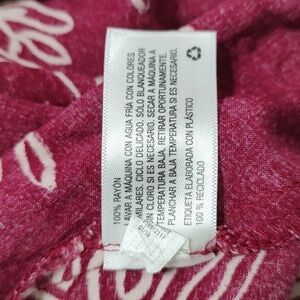 100% RAYÓN
LAVAR A MÁQUINA CON AGUA FRÍA CON COLORES
SIMILARES. CICLO DELICADO. SÓLO BLANQUEADOR
SIN CLORO SI ES NECESARIO. SECAR A MÁQUINA A
TEMPERATURA BAJA. RETIRAR OPORTUNAMENTE.
PLANCHAR A BAJA TEMPERATURA SI ES NECESARIO.
ETIQUETA ELABORADA CON PLÁSTICO
100 % RECICLADO